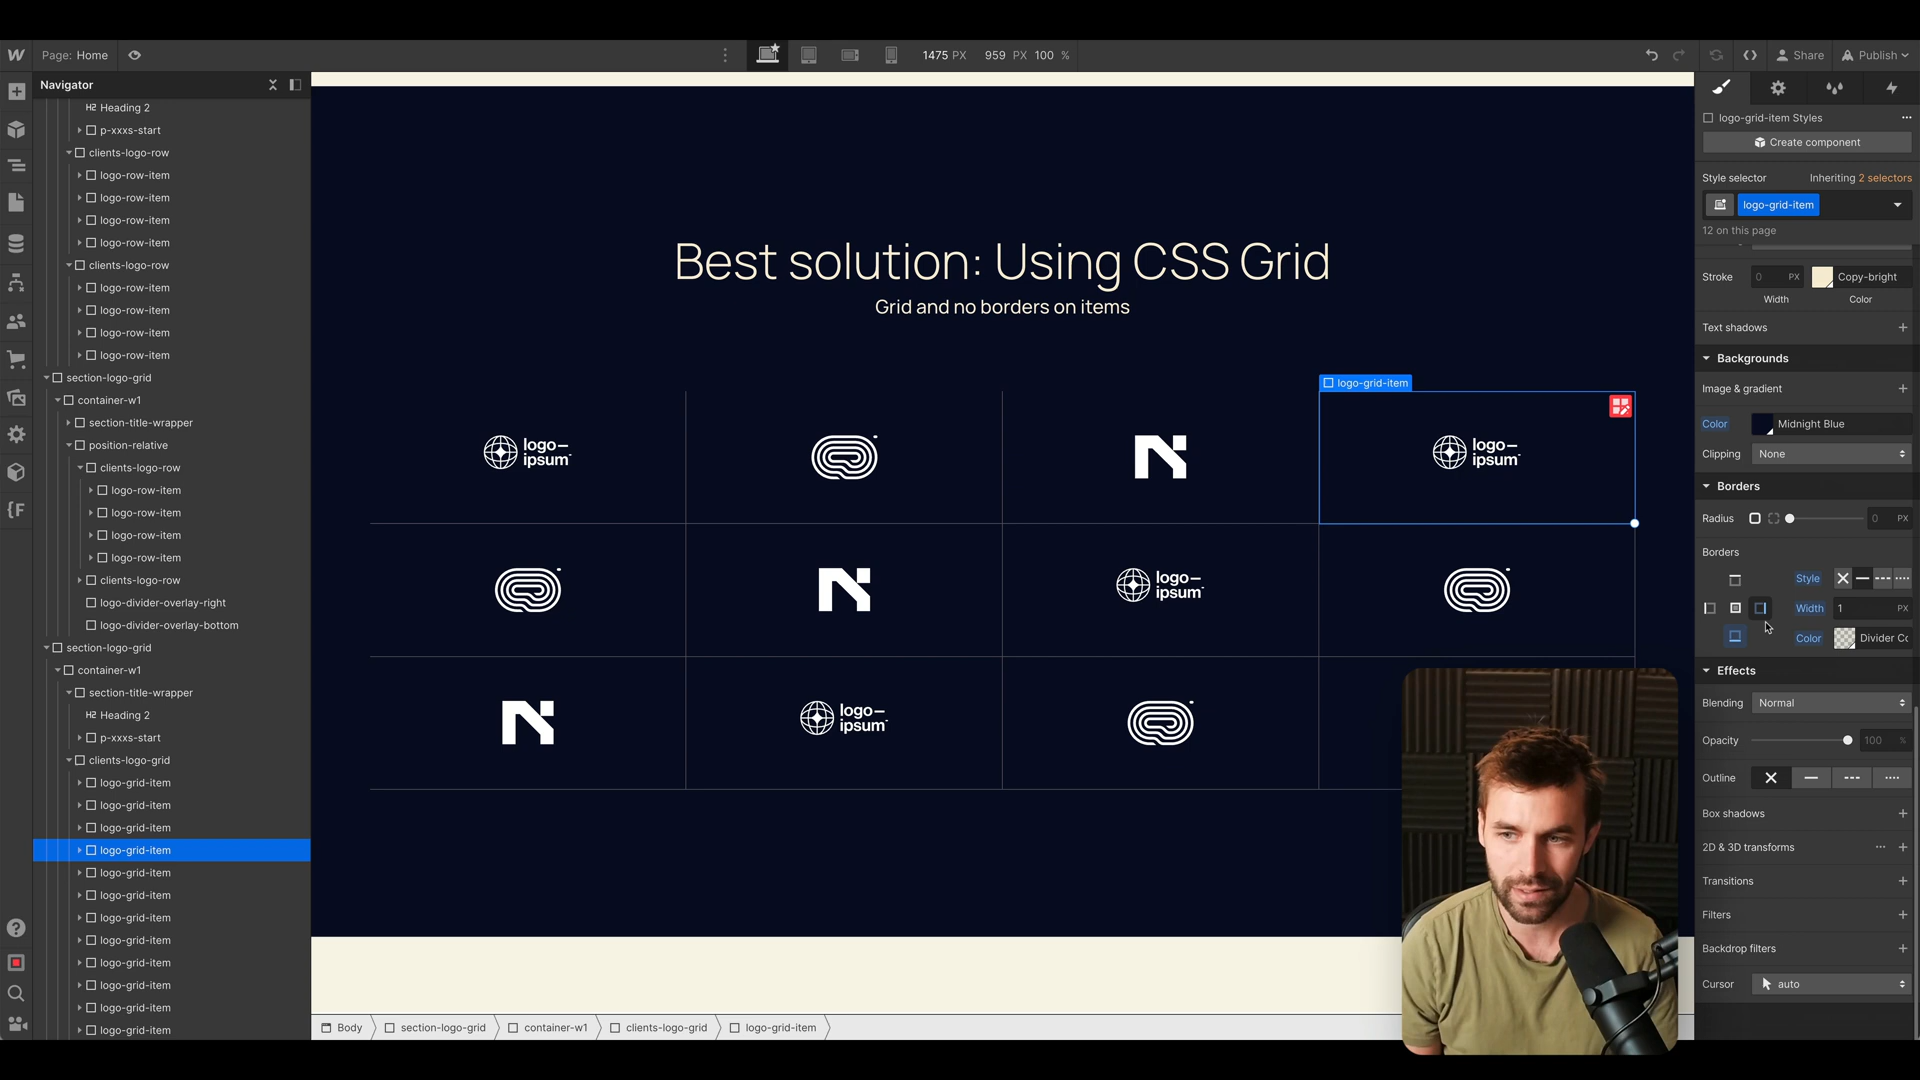 Page: Home
1475 PX 959 PX 100 %
Share
Publish
Navigator
H2 Heading 2
p-xxxs-start
clients-logo-row
logo-row-item
logo-row-item
logo-row-item
logo-row-item
clients-logo-row
logo-row-item
logo-row-item
logo-row-item
logo-row-item
section-logo-grid
container-w1
section-title-wrapper
position-relative
clients-logo-row
logo-row-item
logo-row-item
logo-row-item
logo-row-item
clients-logo-row
logo-divider-overlay-right
logo-divider-overlay-bottom
section-logo-grid
container-w1
section-title-wrapper
H2 Heading 2
p-xxxs-start
clients-logo-grid
logo-grid-item
logo-grid-item
logo-grid-item
logo-grid-item
logo-grid-item
logo-grid-item
logo-grid-item
logo-grid-item
logo-grid-item
logo-grid-item
logo-grid-item
logo-grid-item
Best solution: Using CSS Grid
Grid and no borders on items
logo-grid-item
logo—
ipsum
logo—
ipsum
logo—
ipsum
logo—
ipsum
Body
section-logo-grid
container-w1
clients-logo-grid
logo-grid-item
logo-grid-item Styles
Create component
Style selector
Inheriting 2 selectors
logo-grid-item
12 on this page
Stroke
0 PX
Copy-bright
Width
Color
Text shadows
Backgrounds
Image & gradient
Color
Midnight Blue
Clipping
None
Borders
Radius
0 PX
Borders
Style
Width
1 PX
Color
Divider Cc
Effects
Blending
Normal
Opacity
100 %
Outline
Box shadows
2D & 3D transforms
Transitions
Filters
Backdrop filters
Cursor
auto